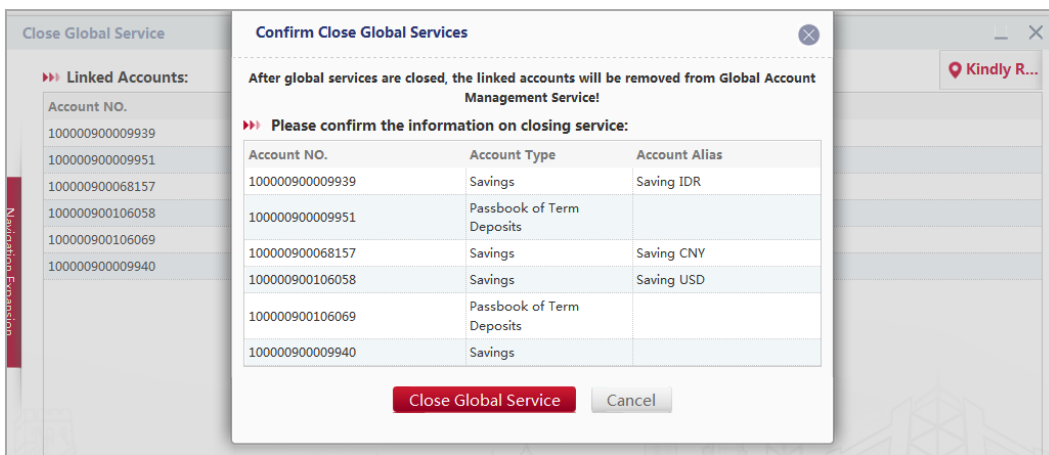 Close Global Service
Linked Accounts:
Kindly R...
Account NO.
100000900009939
100000900009951
100000900068157
100000900106058
100000900106069
100000900009940
Navigation Expansion
Confirm Close Global Services
After global services are closed, the linked accounts will be removed from Global Account
Management Service!
Please confirm the information on closing service:
Account NO. Account Type Account Alias
100000900009939 Savings Saving IDR
100000900009951 Passbook of Term
Deposits
100000900068157 Savings Saving CNY
100000900106058 Savings Saving USD
100000900106069 Passbook of Term
Deposits
100000900009940 Savings
Close Global Service Cancel